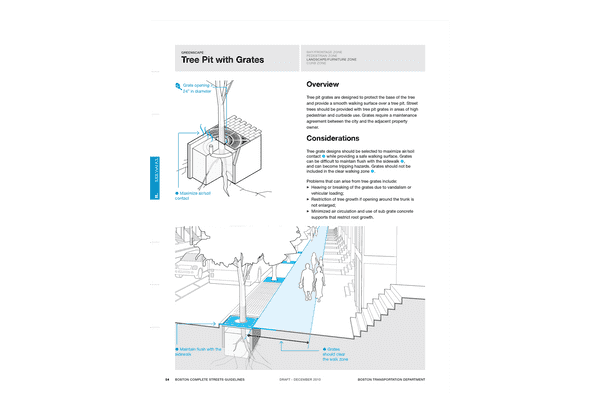 GREENSCAPE
Tree Pit with Grates
PEDESTRIAN ZONE
LANDSCAPE/FURNITURE ZONE
CURB ZONE
Grate opening
24" in diameter
Maximize air/soil
contact
Overview
Tree pit grates are designed to protect the base of the tree
and provide a smooth walking surface over a tree pit. Street
trees should be provided with tree pit grates in areas of high
pedestrian and curbside use. Grates require a maintenance
agreement between the city and the adjacent property
owner.
Considerations
Tree grate designs should be selected to maximize air/soil
contact while providing a safe walking surface. Grates
can be difficult to maintain flush with the sidewalk ,
and can become tripping hazards. Grates should not be
included in the clear walking zone .
Problems that can arise from tree grates include:
Heaving or breaking of the grates due to vandalism or
vehicular loading;
Restriction of tree growth if opening around the trunk is
not enlarged;
Minimized air circulation and use of sub grate concrete
supports that restrict root growth.
Maintain flush with the
sidewalk
Grates
should clear
the walk zone
BOSTON COMPLETE STREETS GUIDELINES
DRAFT - DECEMBER 2010
BOSTON TRANSPORTATION DEPARTMENT